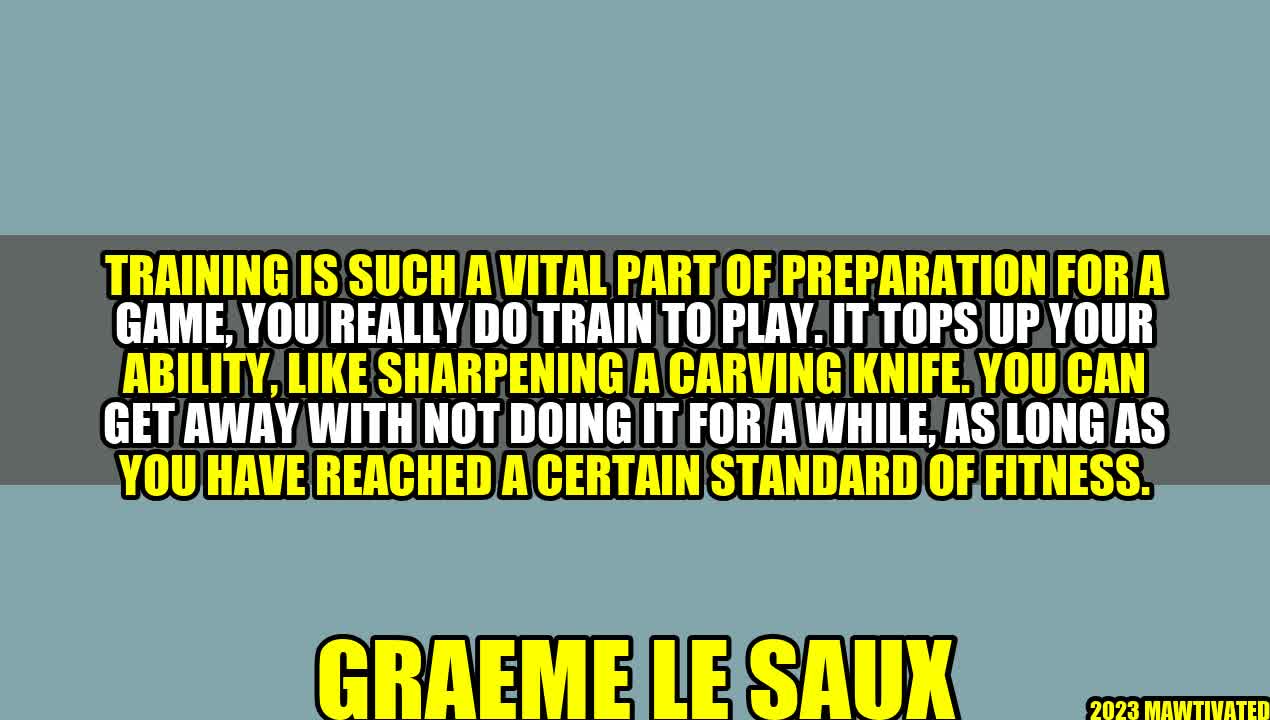 TRAINING IS SUCH A VITAL PART OF PREPARATION FOR A
GAME, YOU REALLY DO TRAIN TO PLAY. IT TOPS UP YOUR
ABILITY, LIKE SHARPENING A CARVING KNIFE. YOU CAN
GET AWAY WITH NOT DOING IT FOR A WHILE, AS LONG AS
YOU HAVE REACHED A CERTAIN STANDARD OF FITNESS.
GRAEME LE SAUX
2023 MAWTIVATED